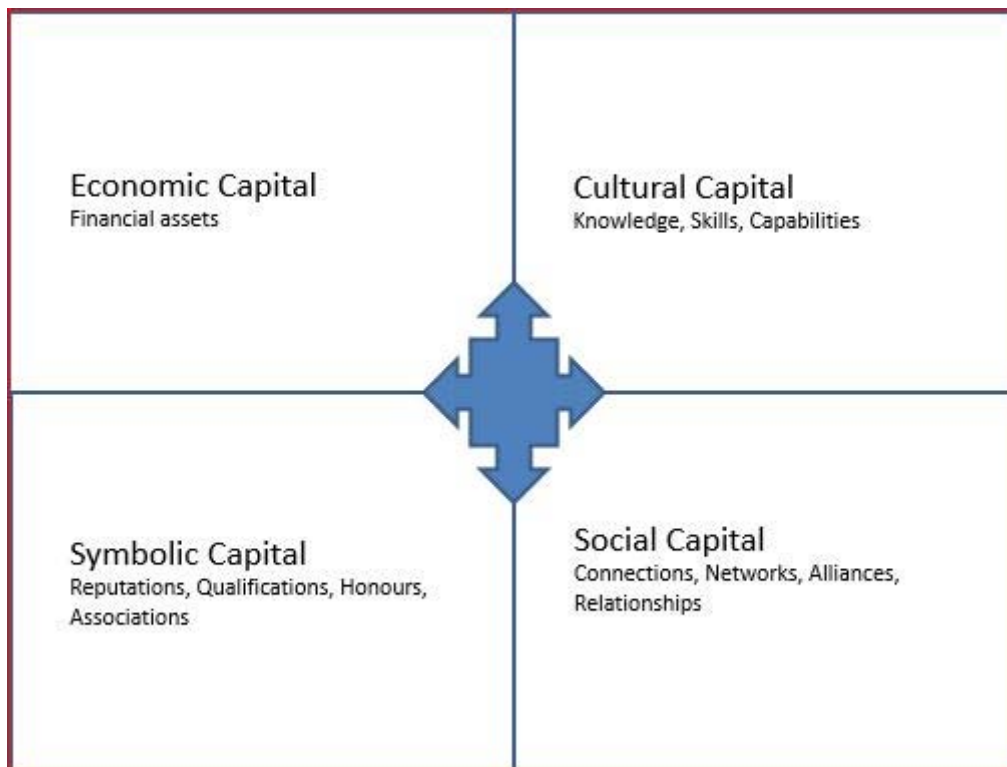 Economic Capital
Financial assets
Cultural Capital
Knowledge, Skills, Capabilities
Symbolic Capital
Reputations, Qualifications, Honours,
Associations
Social Capital
Connections, Networks, Alliances,
Relationships